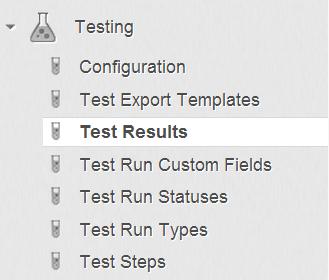 Testing
Configuration
Test Export Templates
Test Results
Test Run Custom Fields
Test Run Statuses
Test Run Types
Test Steps